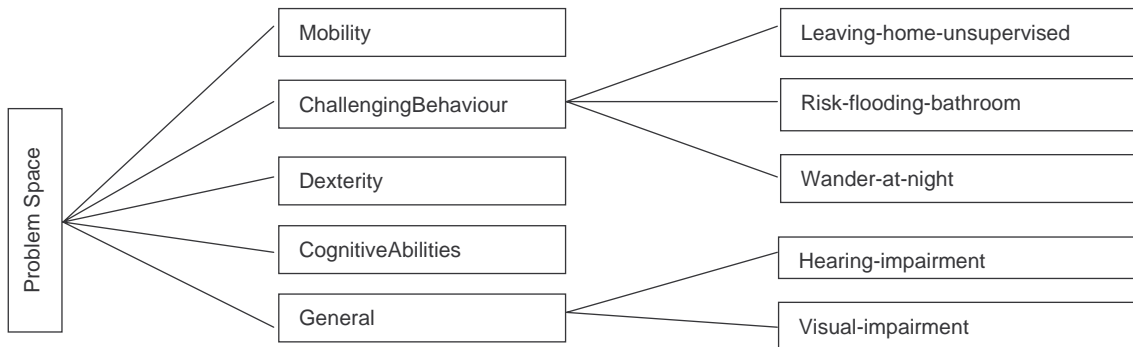 Problem Space
Mobility
ChallengingBehaviour
Dexterity
CognitiveAbilities
General
Leaving-home-unsupervised
Risk-flooding-bathroom
Wander-at-night
Hearing-impairment
Visual-impairment